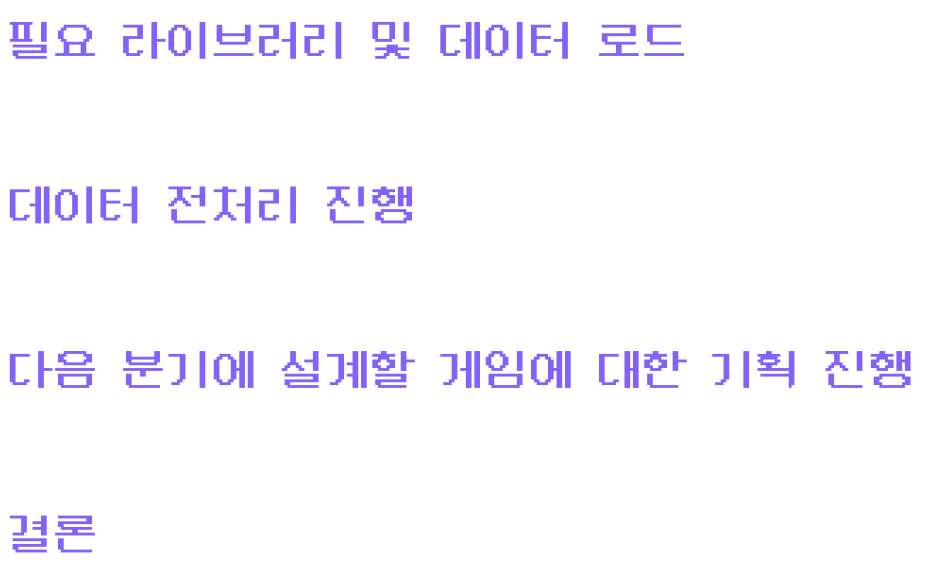 필요 라이브러리 및 데이터 로드
데이터 전처리 진행
다음 분기에 설계할 게임에 대한 기획 진행
결론